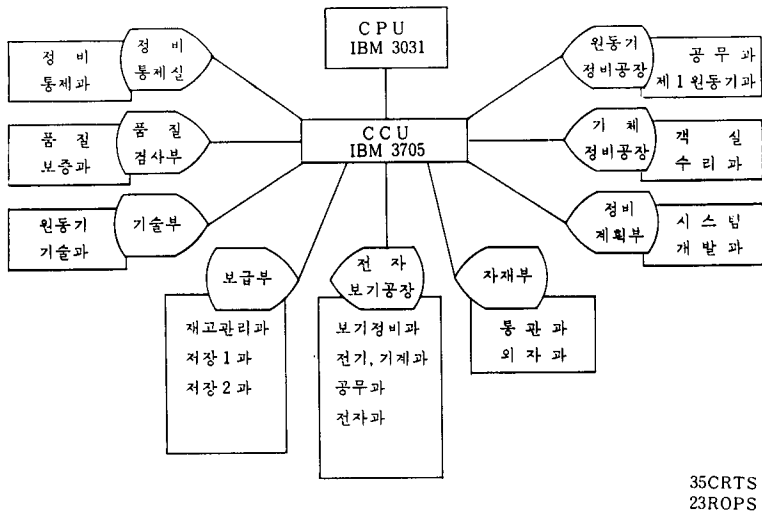 CPU
IBM 3031
CCU
IBM 3705
정 비
통제과
정 비
통제실
품 질
보증과
품 질
검사부
원동기
기술과
기술부
원동기
정비공장
공 무 과
제1원동기과
기 체
정비공장
객 실
수 리 과
정비
계획부
시 스 팀
개 발 과
보급부
재고관리과
저장1과
저장2과
전 자
보기공장
보기정비과
전기, 기계과
공무과
전자과
자재부
통 관 과
외 자 과
35CRTS
23ROPS